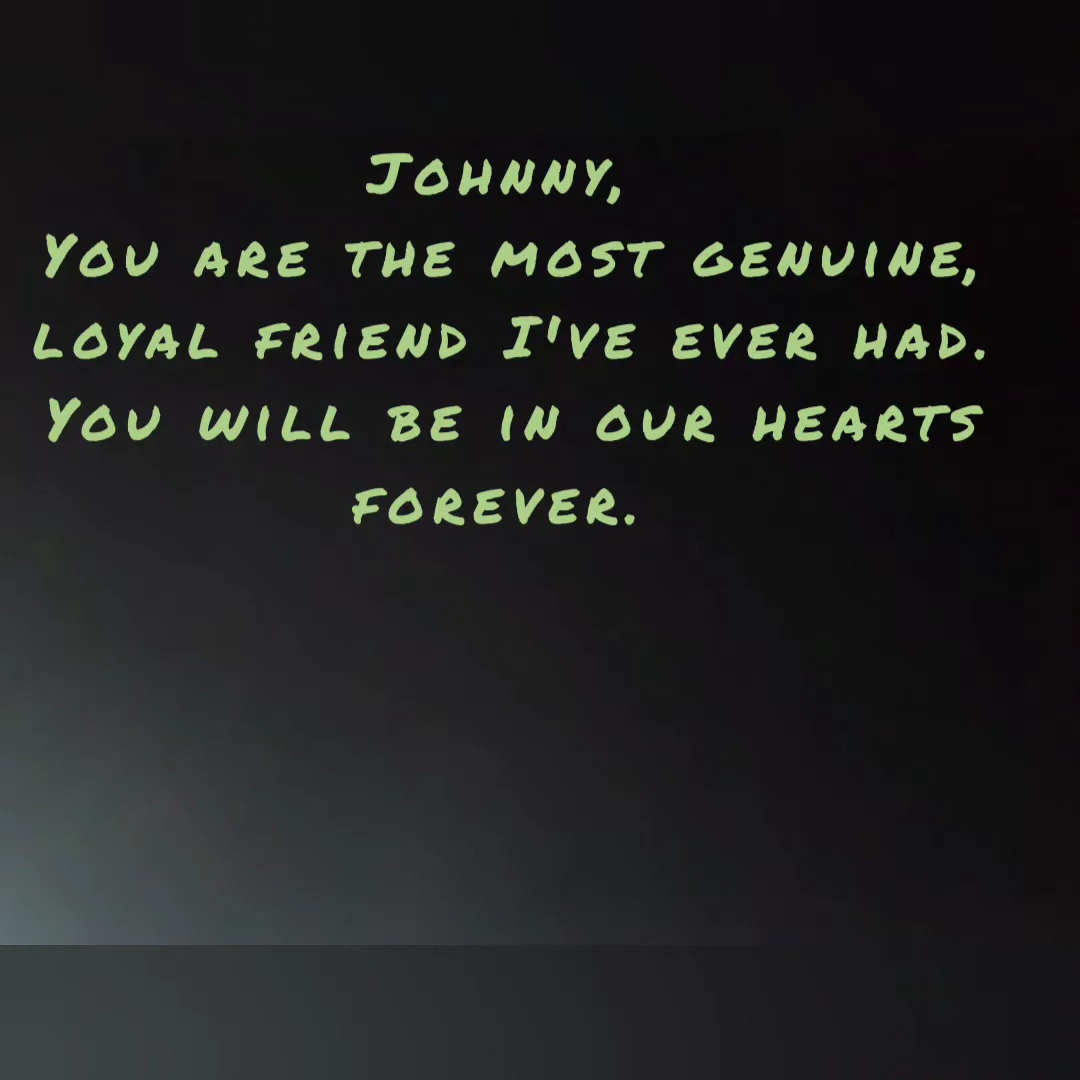 Johnny,
You are the most genuine,
loyal friend I've ever had.
You will be in our hearts
forever.